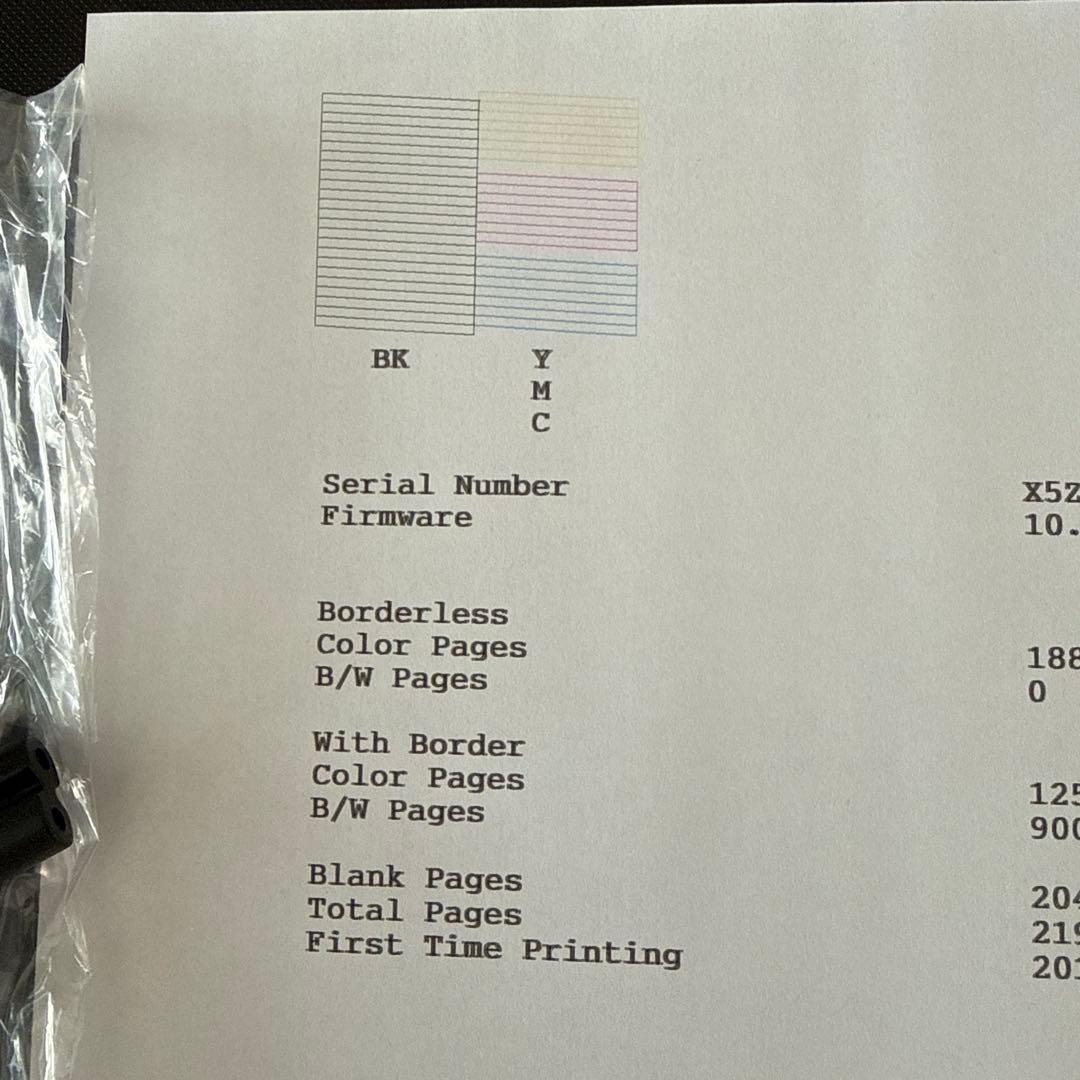 BK Y
M
C
Serial Number X5Z
Firmware 10.
Borderless
Color Pages 188
B/W Pages 0
With Border
Color Pages 125
B/W Pages 900
Blank Pages 204
Total Pages 219
First Time Printing 201